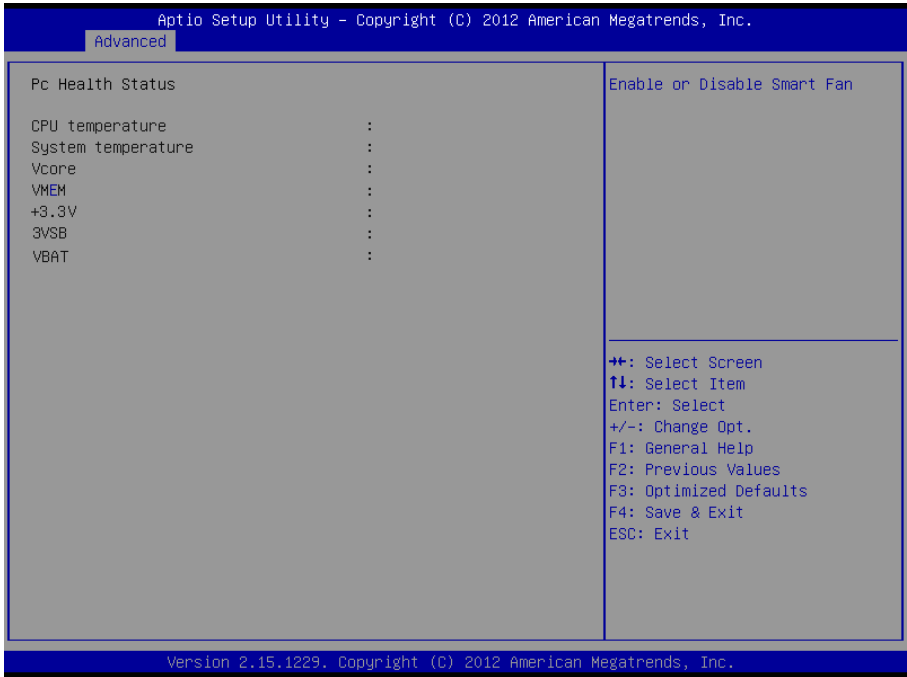 Aptio Setup Utility – Copyright (C) 2012 American Megatrends, Inc.
Advanced
Pc Health Status
CPU temperature :
System temperature :
Vcore :
VMEM :
+3.3V :
3VSB :
VBAT :
Enable or Disable Smart Fan
→←: Select Screen
↑↓: Select Item
Enter: Select
+/-: Change Opt.
F1: General Help
F2: Previous Values
F3: Optimized Defaults
F4: Save & Exit
ESC: Exit
Version 2.15.1229. Copyright (C) 2012 American Megatrends, Inc.